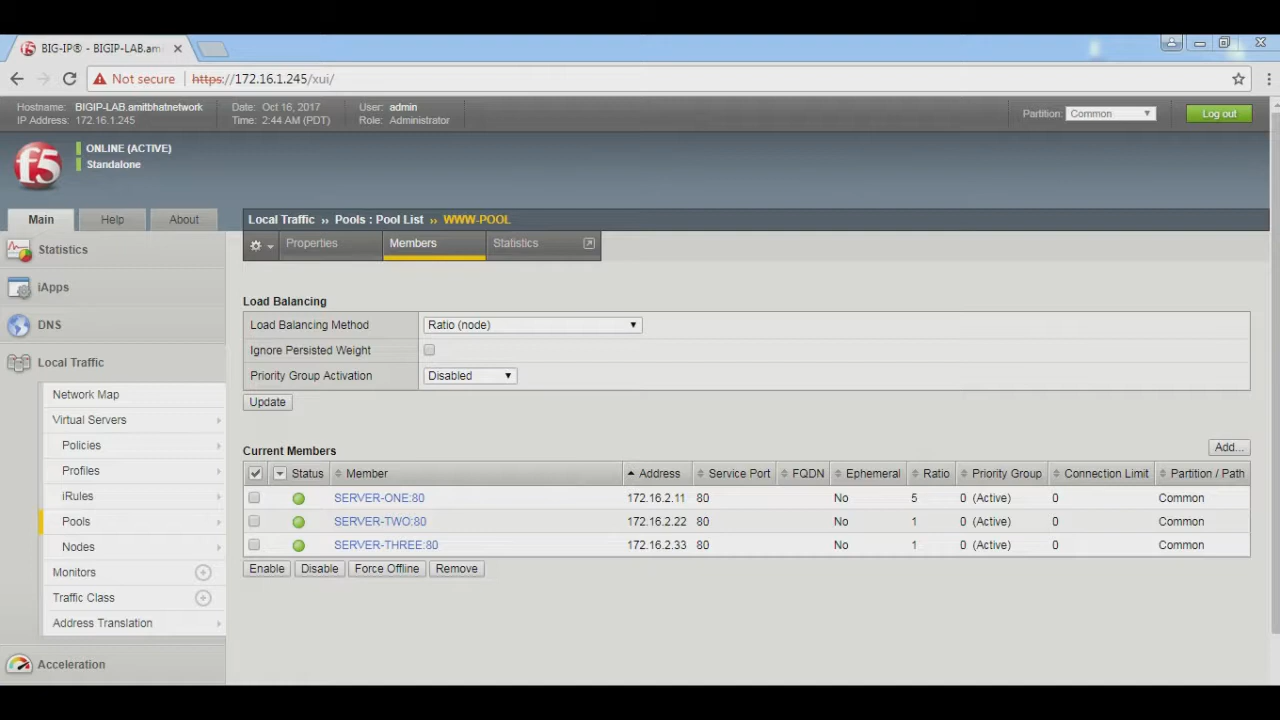 BIG-IP® - BIGIP-LAB.am
Not secure https://172.16.1.245/xui/
Hostname: BIGIP-LAB.amitbhatnetwork Date: Oct 16, 2017 User: admin
IP Address: 172.16.1.245 Time: 2:44 AM (PDT) Role: Administrator
Partition: Common Log out
f5
ONLINE (ACTIVE)
Standalone
Main Help About
Local Traffic ›› Pools : Pool List ›› WWW-POOL
Properties Members Statistics
Statistics
iApps
DNS
Local Traffic
Network Map
Virtual Servers
Policies
Profiles
iRules
Pools
Nodes
Monitors
Traffic Class
Address Translation
Acceleration
Load Balancing
Load Balancing Method Ratio (node)
Ignore Persisted Weight
Priority Group Activation Disabled
Update
Current Members Add...
Status Member Address Service Port FQDN Ephemeral Ratio Priority Group Connection Limit Partition / Path
SERVER-ONE:80 172.16.2.11 80 No 5 0 (Active) 0 Common
SERVER-TWO:80 172.16.2.22 80 No 1 0 (Active) 0 Common
SERVER-THREE:80 172.16.2.33 80 No 1 0 (Active) 0 Common
Enable Disable Force Offline Remove